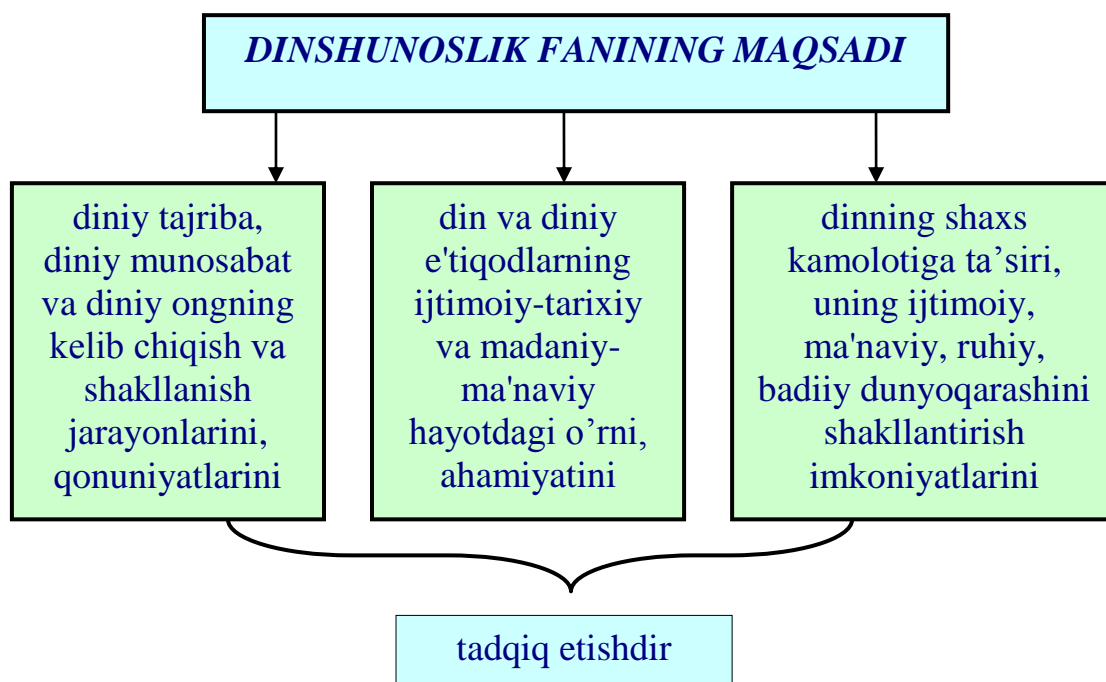 DINSHUNOSLIK FANINING MAQSADI
diniy tajriba,
diniy munosabat
va diniy ongning
kelib chiqish va
shakllanish
jarayonlarini,
qonuniyatlarini
din va diniy
e'tiqodlarning
ijtimoiy-tarixiy
va madaniy-
ma'naviy
hayotdagi o’rni,
ahamiyatini
dinning shaxs
kamolotiga ta’siri,
uning ijtimoiy,
ma'naviy, ruhiy,
badiiy dunyoqarashini
shakllantirish
imkoniyatlarini
tadqiq etishdir